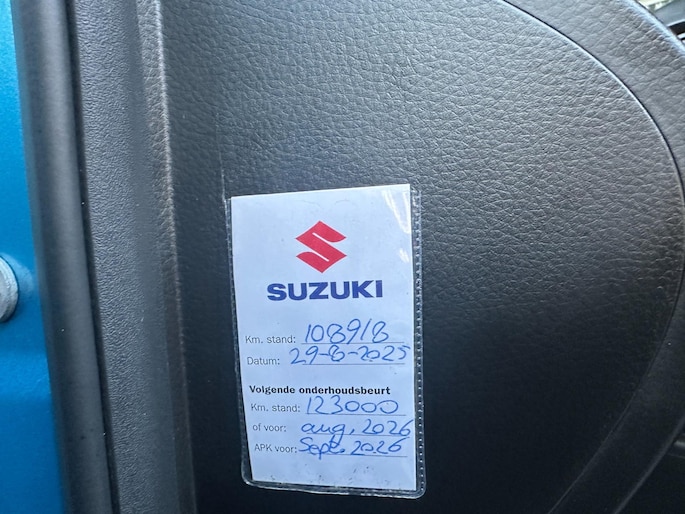 SUZUKI
Km. stand: 108918
Datum: 29-8-2025
Volgende onderhoudsbeurt
Km. stand: 123000
of voor: aug. 2026
APK voor: Sept. 2026